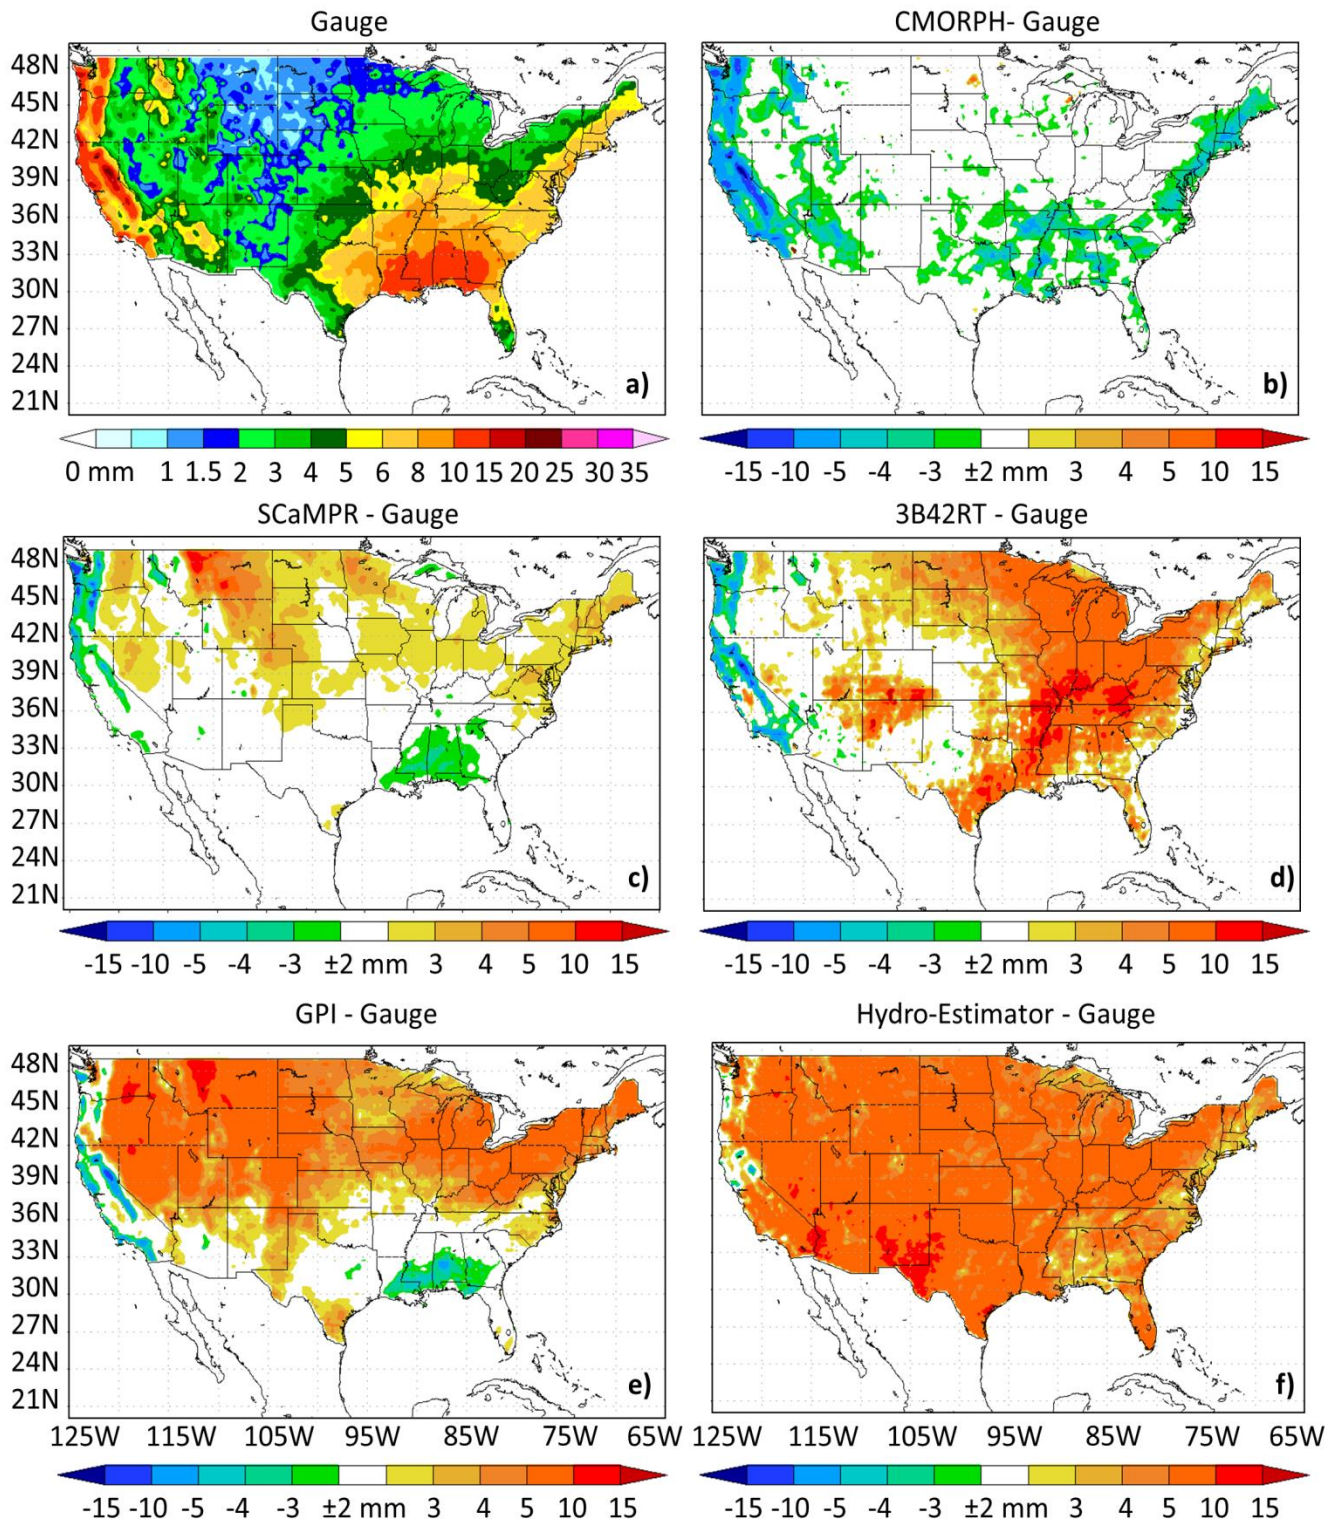 Gauge
CMORPH- Gauge
48N
45N
42N
39N
36N
33N
30N
27N
24N
21N
a)
b)
0 mm 1 1.5 2 3 4 5 6 8 10 15 20 25 30 35
-15 -10 -5 -4 -3 ±2 mm 3 4 5 10 15
SCaMPR - Gauge
3B42RT - Gauge
48N
45N
42N
39N
36N
33N
30N
27N
24N
21N
c)
d)
-15 -10 -5 -4 -3 ±2 mm 3 4 5 10 15
-15 -10 -5 -4 -3 ±2 mm 3 4 5 10 15
GPI - Gauge
Hydro-Estimator - Gauge
48N
45N
42N
39N
36N
33N
30N
27N
24N
21N
e)
f)
125W 115W 105W 95W 85W 75W 65W
125W 115W 105W 95W 85W 75W 65W
-15 -10 -5 -4 -3 ±2 mm 3 4 5 10 15
-15 -10 -5 -4 -3 ±2 mm 3 4 5 10 15